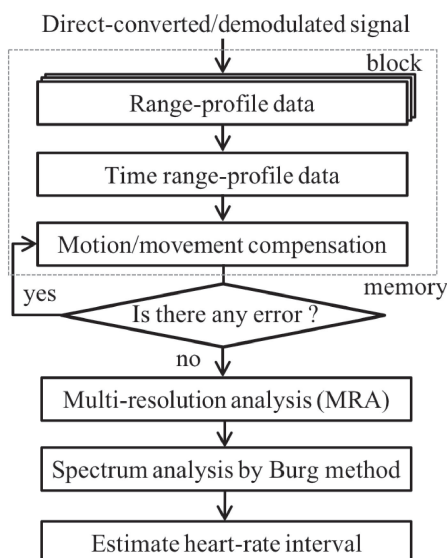 Direct-converted/demodulated signal
block
Range-profile data
Time range-profile data
Motion/movement compensation
yes
memory
Is there any error ?
no
Multi-resolution analysis (MRA)
Spectrum analysis by Burg method
Estimate heart-rate interval